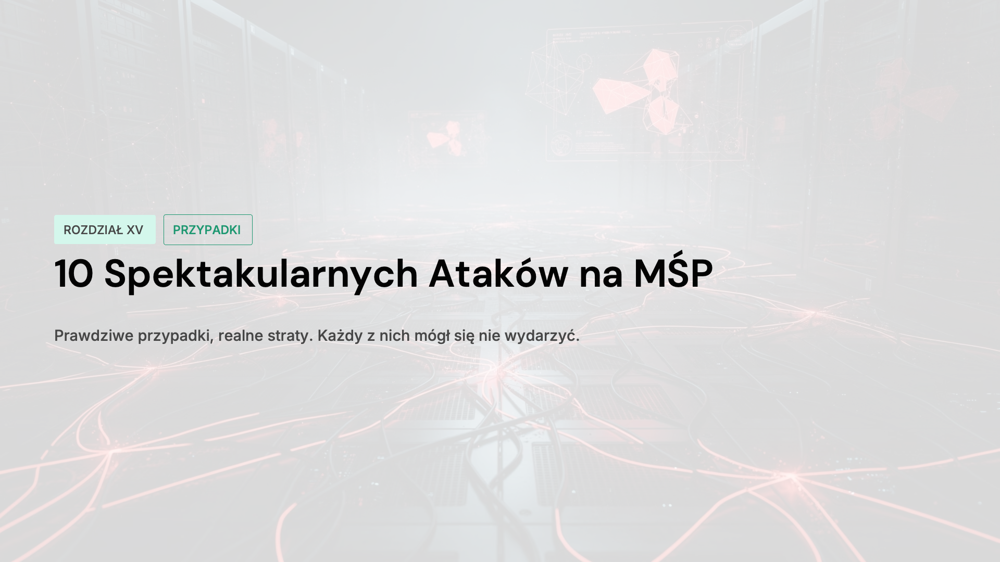 ROZDZIAŁ XV
PRZYPADKI
10 Spektakularnych Ataków na MŚP
Prawdziwe przypadki, realne straty. Każdy z nich mógł się nie wydarzyć.